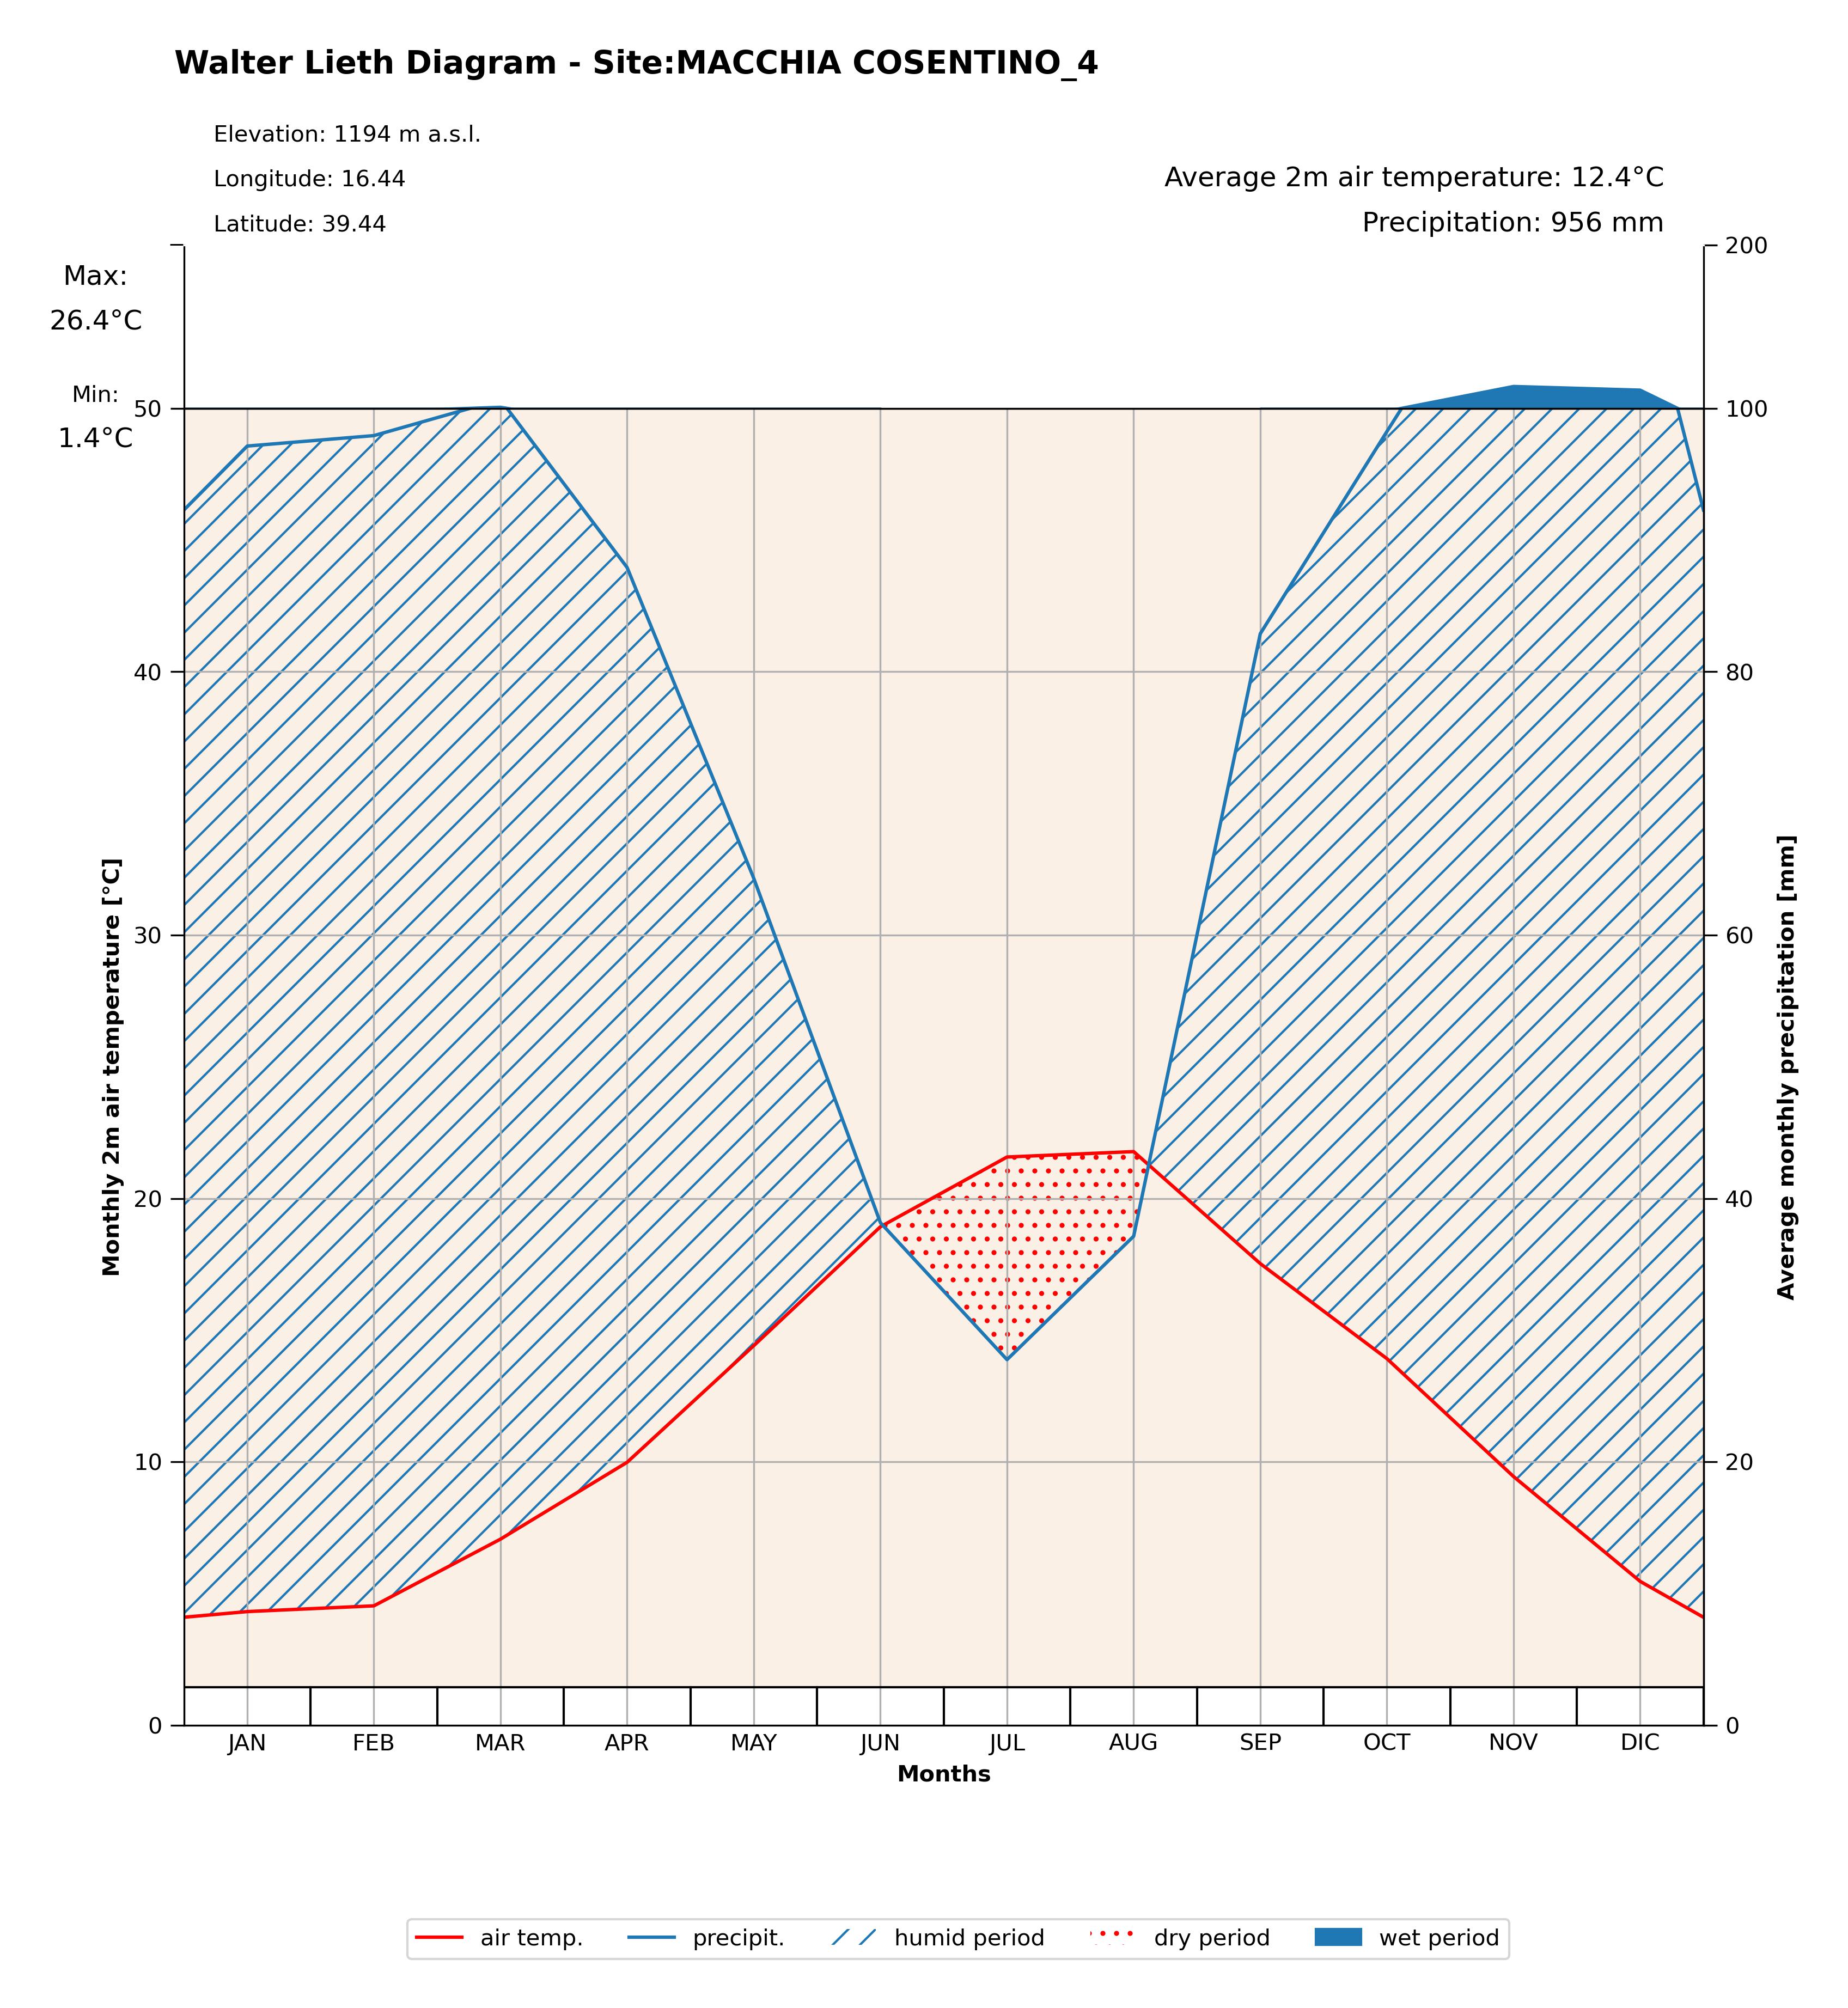 Walter Lieth Diagram - Site:MACCHIA COSENTINO_4
Elevation: 1194 m a.s.l.
Longitude: 16.44
Latitude: 39.44
Average 2m air temperature: 12.4°C
Precipitation: 956 mm
Max:
26.4°C
Min:
1.4°C
50
40
30
20
10
0
Monthly 2m air temperature [°C]
200
100
80
60
40
20
0
Average monthly precipitation [mm]
JAN FEB MAR APR MAY JUN JUL AUG SEP OCT NOV DIC
Months
air temp. precipit. humid period dry period wet period